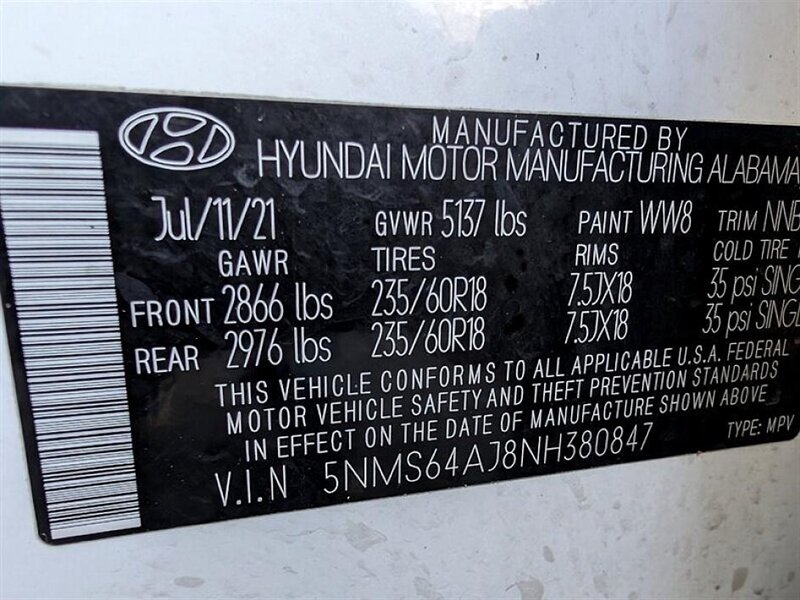 MANUFACTURED BY
HYUNDAI MOTOR MANUFACTURING ALABAMA
Jul/11/21 GVWR 5137 lbs PAINT WW8 TRIM NNB
GAWR TIRES RIMS COLD TIRE
FRONT 2866 lbs 235/60R18 7.5JX18 35 psi SING
REAR 2976 lbs 235/60R18 7.5JX18 35 psi SINGL
THIS VEHICLE CONFORMS TO ALL APPLICABLE U.S.A. FEDERAL
MOTOR VEHICLE SAFETY AND THEFT PREVENTION STANDARDS
IN EFFECT ON THE DATE OF MANUFACTURE SHOWN ABOVE
V.I.N 5NMS64AJ8NH380847 TYPE: MPV